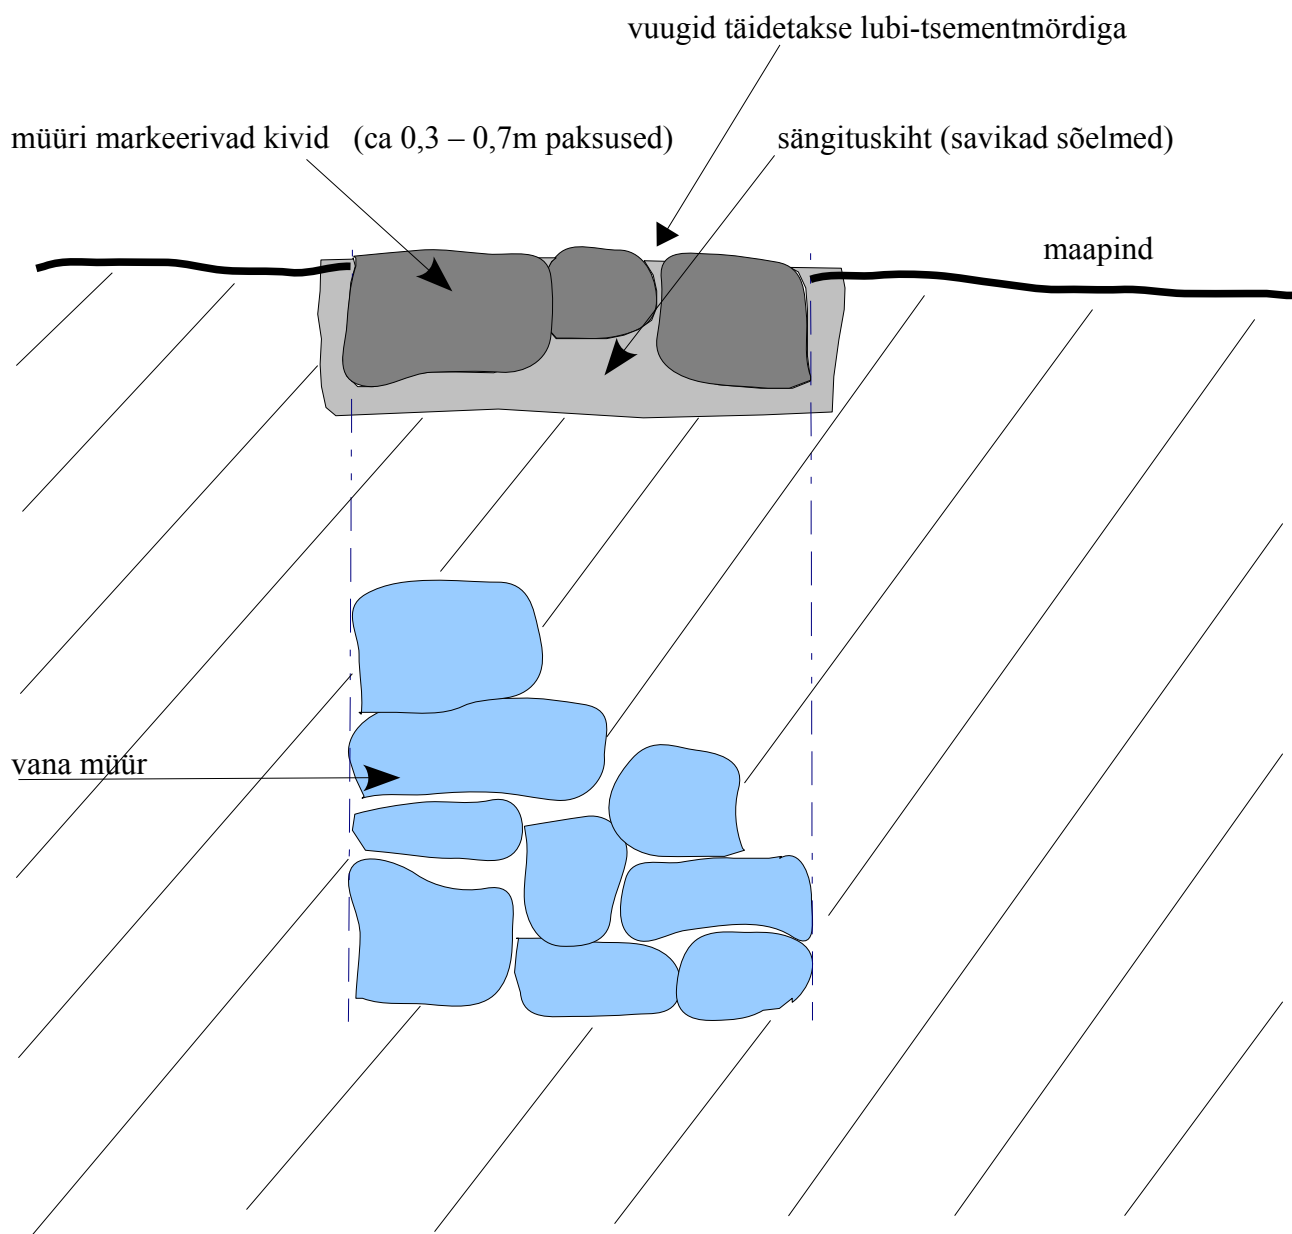 vuugid täidetakse lubi-tsementmördiga
müüri markeerivad kivid (ca 0,3 – 0,7m paksused)
sängituskiht (savikad sõelmed)
maapind
vana müür